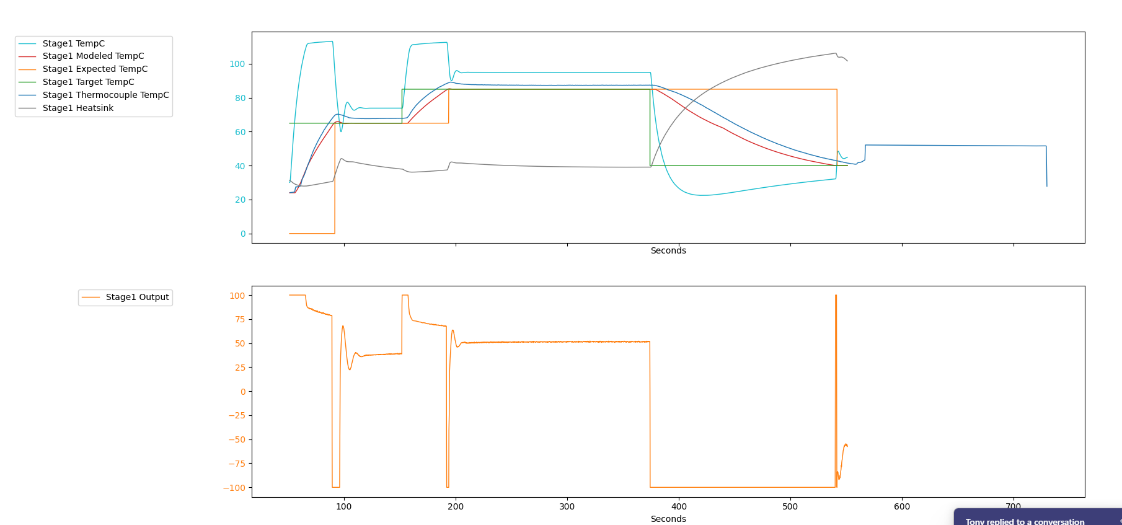 Stage1 TempC
Stage1 Modeled TempC
Stage1 Expected TempC
Stage1 Target TempC
Stage1 Thermocouple TempC
Stage1 Heatsink
100
80
60
40
20
0
Seconds
Stage1 Output
100
75
50
25
0
−25
−50
−75
−100
100 200 300 400 500 600 700
Seconds
Tony replied to a conversation